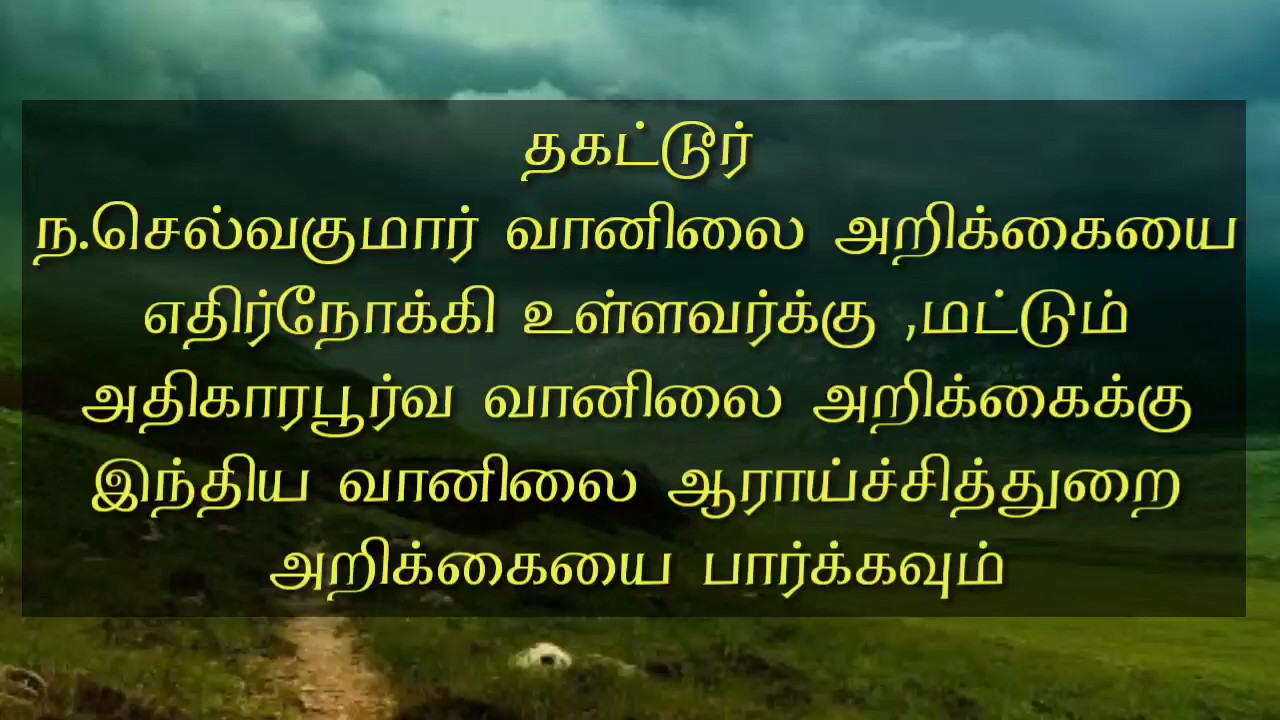 தகட்டூர்
ந.செல்வகுமார் வானிலை அறிக்கையை
எதிர்நோக்கி உள்ளவர்க்கு ,மட்டும்
அதிகாரபூர்வ வானிலை அறிக்கைக்கு
இந்திய வானிலை ஆராய்ச்சித்துறை
அறிக்கையை பார்க்கவும்